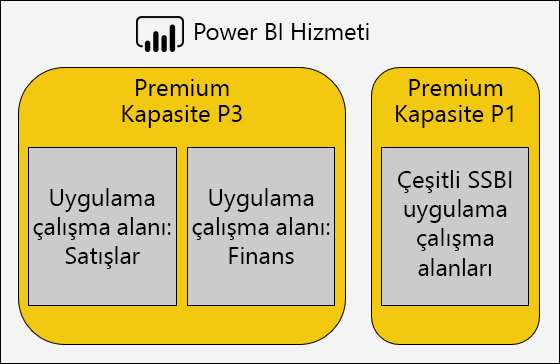 Power BI Hizmeti
Premium
Kapasite P3
Uygulama
çalışma alanı:
Satışlar
Uygulama
çalışma alanı:
Finans
Premium
Kapasite P1
Çeşitli SSBI
uygulama
çalışma
alanları